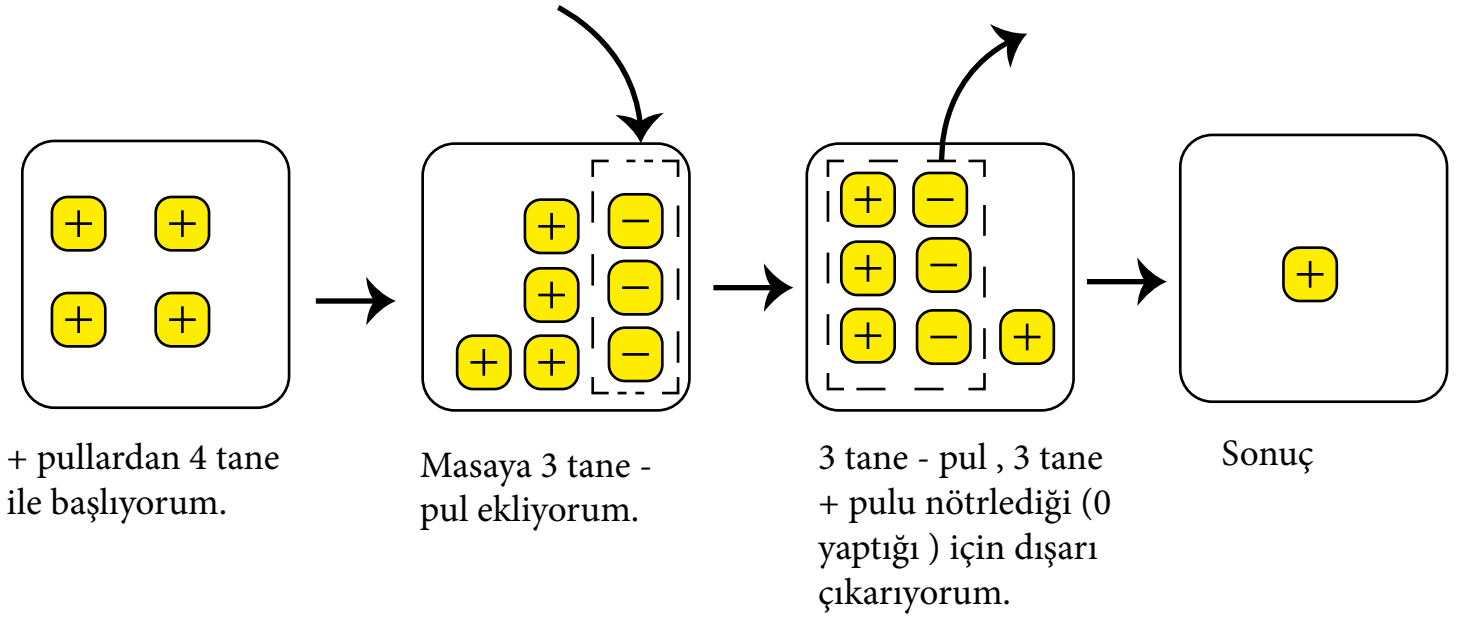 + + + +
+ − + − + + −
+ − + − + − +
+
+ pullardan 4 tane
ile başlıyorum.
Masaya 3 tane -
pul ekliyorum.
3 tane - pul , 3 tane
+ pulu nötrlediği (0
yaptığı ) için dışarı
çıkarıyorum.
Sonuç